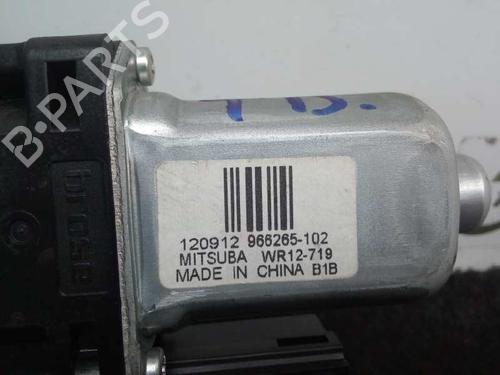 B-PARTS
T D.
brose
120912 966265-102
MITSUBA WR12-719
MADE IN CHINA B1B